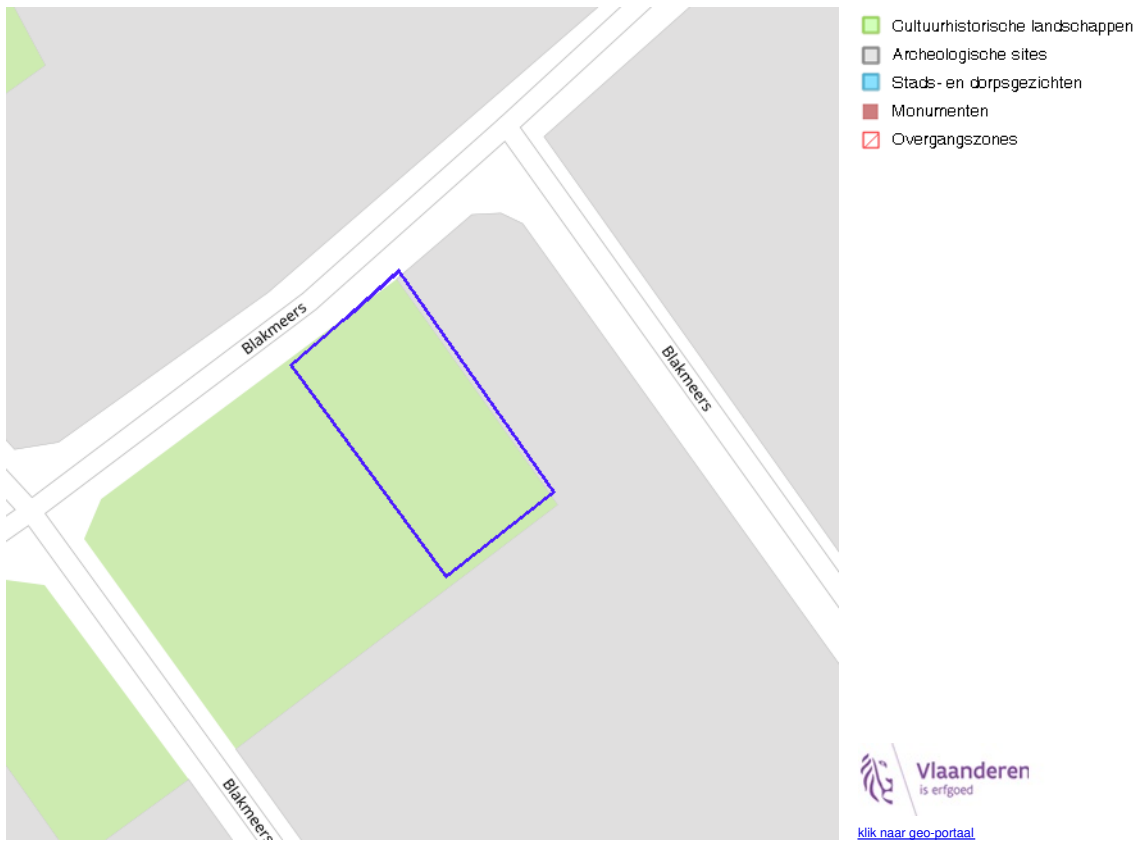 Cultuurhistorische landschappen
Archeologische sites
Stads- en dorpsgezichten
Monumenten
Overgangszones
Blakmeers
Blakmeers
Blakmeers
Vlaanderen
is erfgoed
klik naar geo-portaal